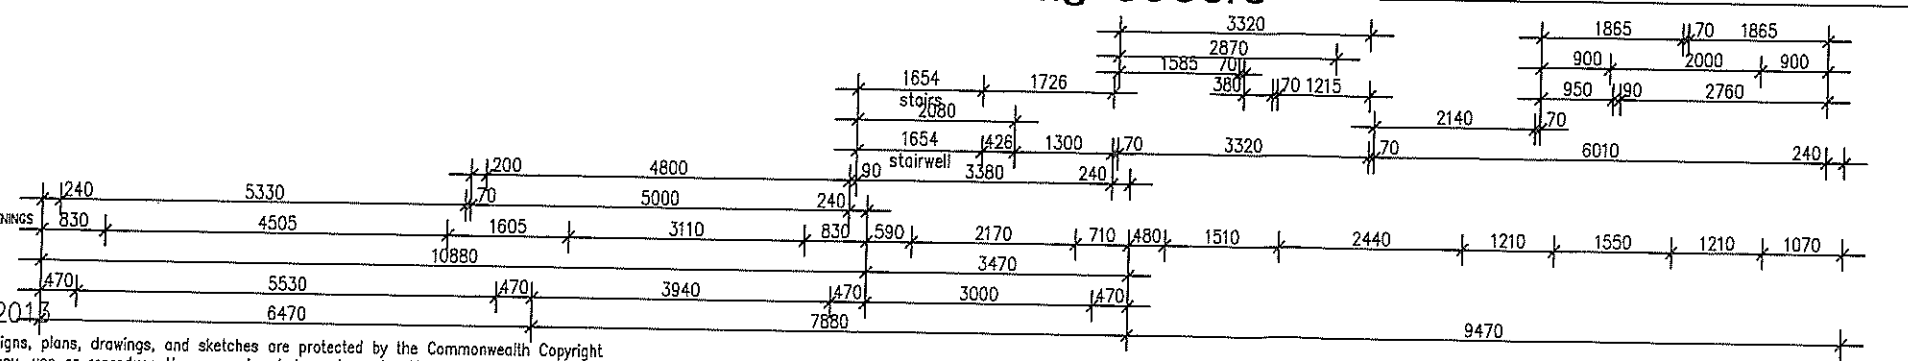 3320
1865 70 1865
2870
900 2000 900
1585 70
1654 1726
380 70 1215
950 90 2760
stairs
2080
2140 70
1654 426 1300 70 3320 70 6010 240
stairwell
200 4800 90 3380 240
240 5330 70 5000 240
830 4505 1605 3110 830 590 2170 710 480 1510 2440 1210 1550 1210 1070
10880 3470
470 5530 470 3940 470 3000 470
2013
6470 7880 9470
igns, plans, drawings, and sketches are protected by the Commonwealth Copyright